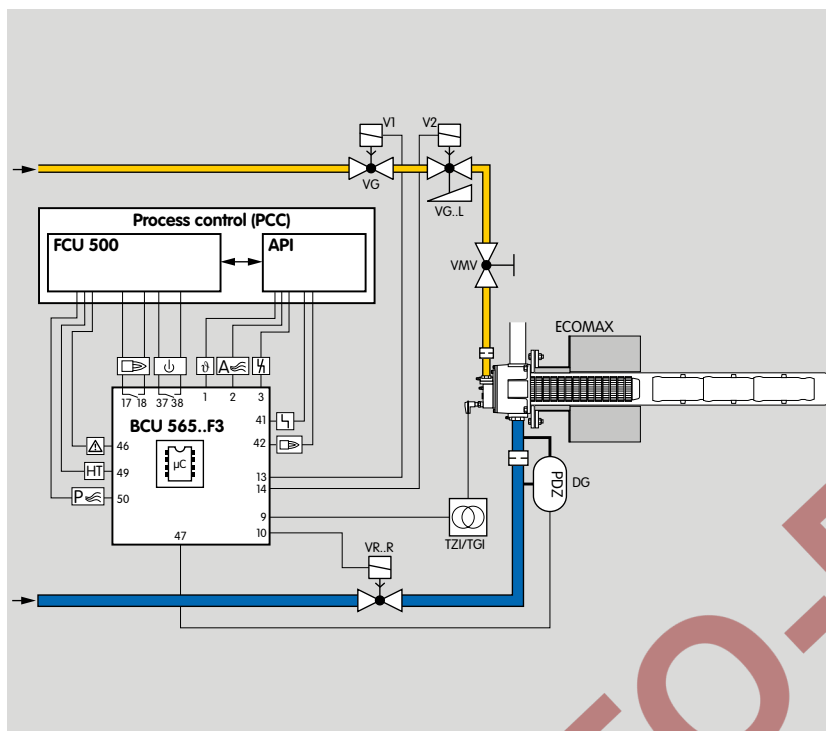 V1
V2
VG
VG..L
Process control (PCC)
FCU 500
API
VMV
ECOMAX
ϑ
A
17 18
37 38
1
2
3
BCU 565..F3
µC
41
42
46
HT
49
P
50
13
14
9
10
47
PDZ
DG
TZI/TGI
VR..R